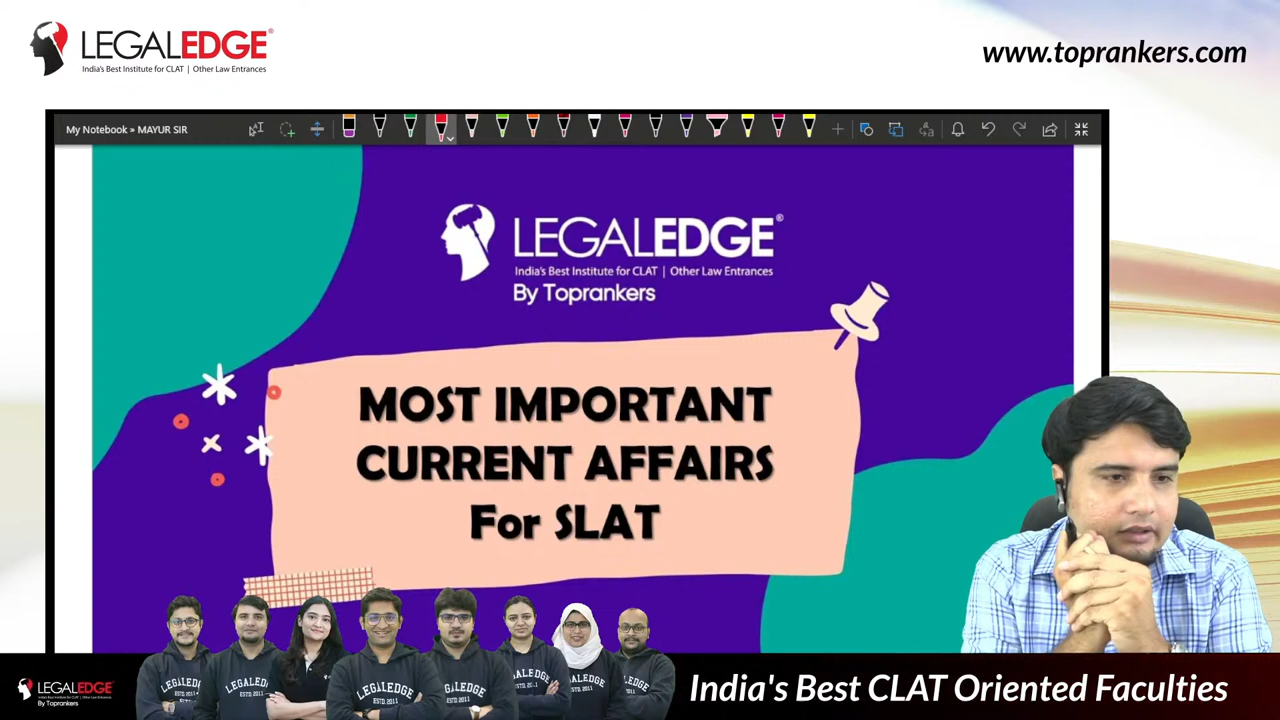 LEGALEDGE®
India's Best Institute for CLAT | Other Law Entrances
www.toprankers.com
My Notebook » MAYUR SIR
LEGALEDGE®
India's Best Institute for CLAT | Other Law Entrances
By Toprankers
MOST IMPORTANT
CURRENT AFFAIRS
For SLAT
LEGALEDGE
By Toprankers
India's Best CLAT Oriented Faculties